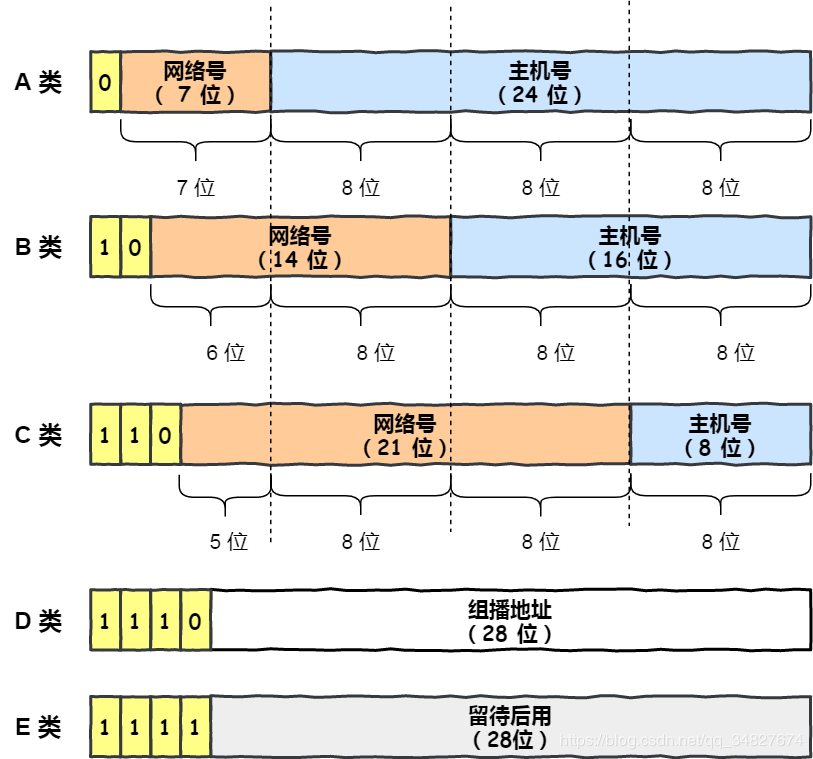 A 类
0
网络号
( 7 位 )
主机号
( 24 位 )
7 位
8 位
8 位
8 位
B 类
1 0
网络号
( 14 位 )
主机号
( 16 位 )
6 位
8 位
8 位
8 位
C 类
1 1 0
网络号
( 21 位 )
主机号
( 8 位 )
5 位
8 位
8 位
8 位
D 类
1 1 1 0
组播地址
( 28 位 )
E 类
1 1 1 1
留待后用
(28位 )
https://blog.csdn.net/qq_34827674